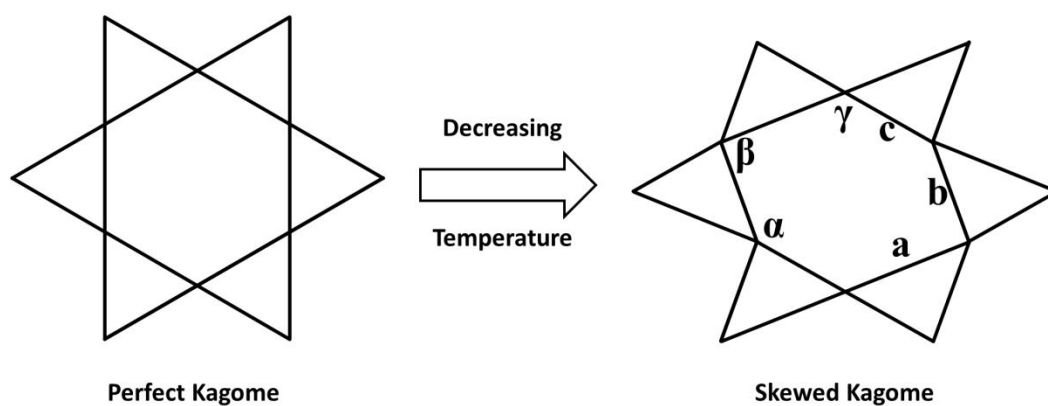 Decreasing
Temperature
γ
c
β
b
α
a
Perfect Kagome
Skewed Kagome